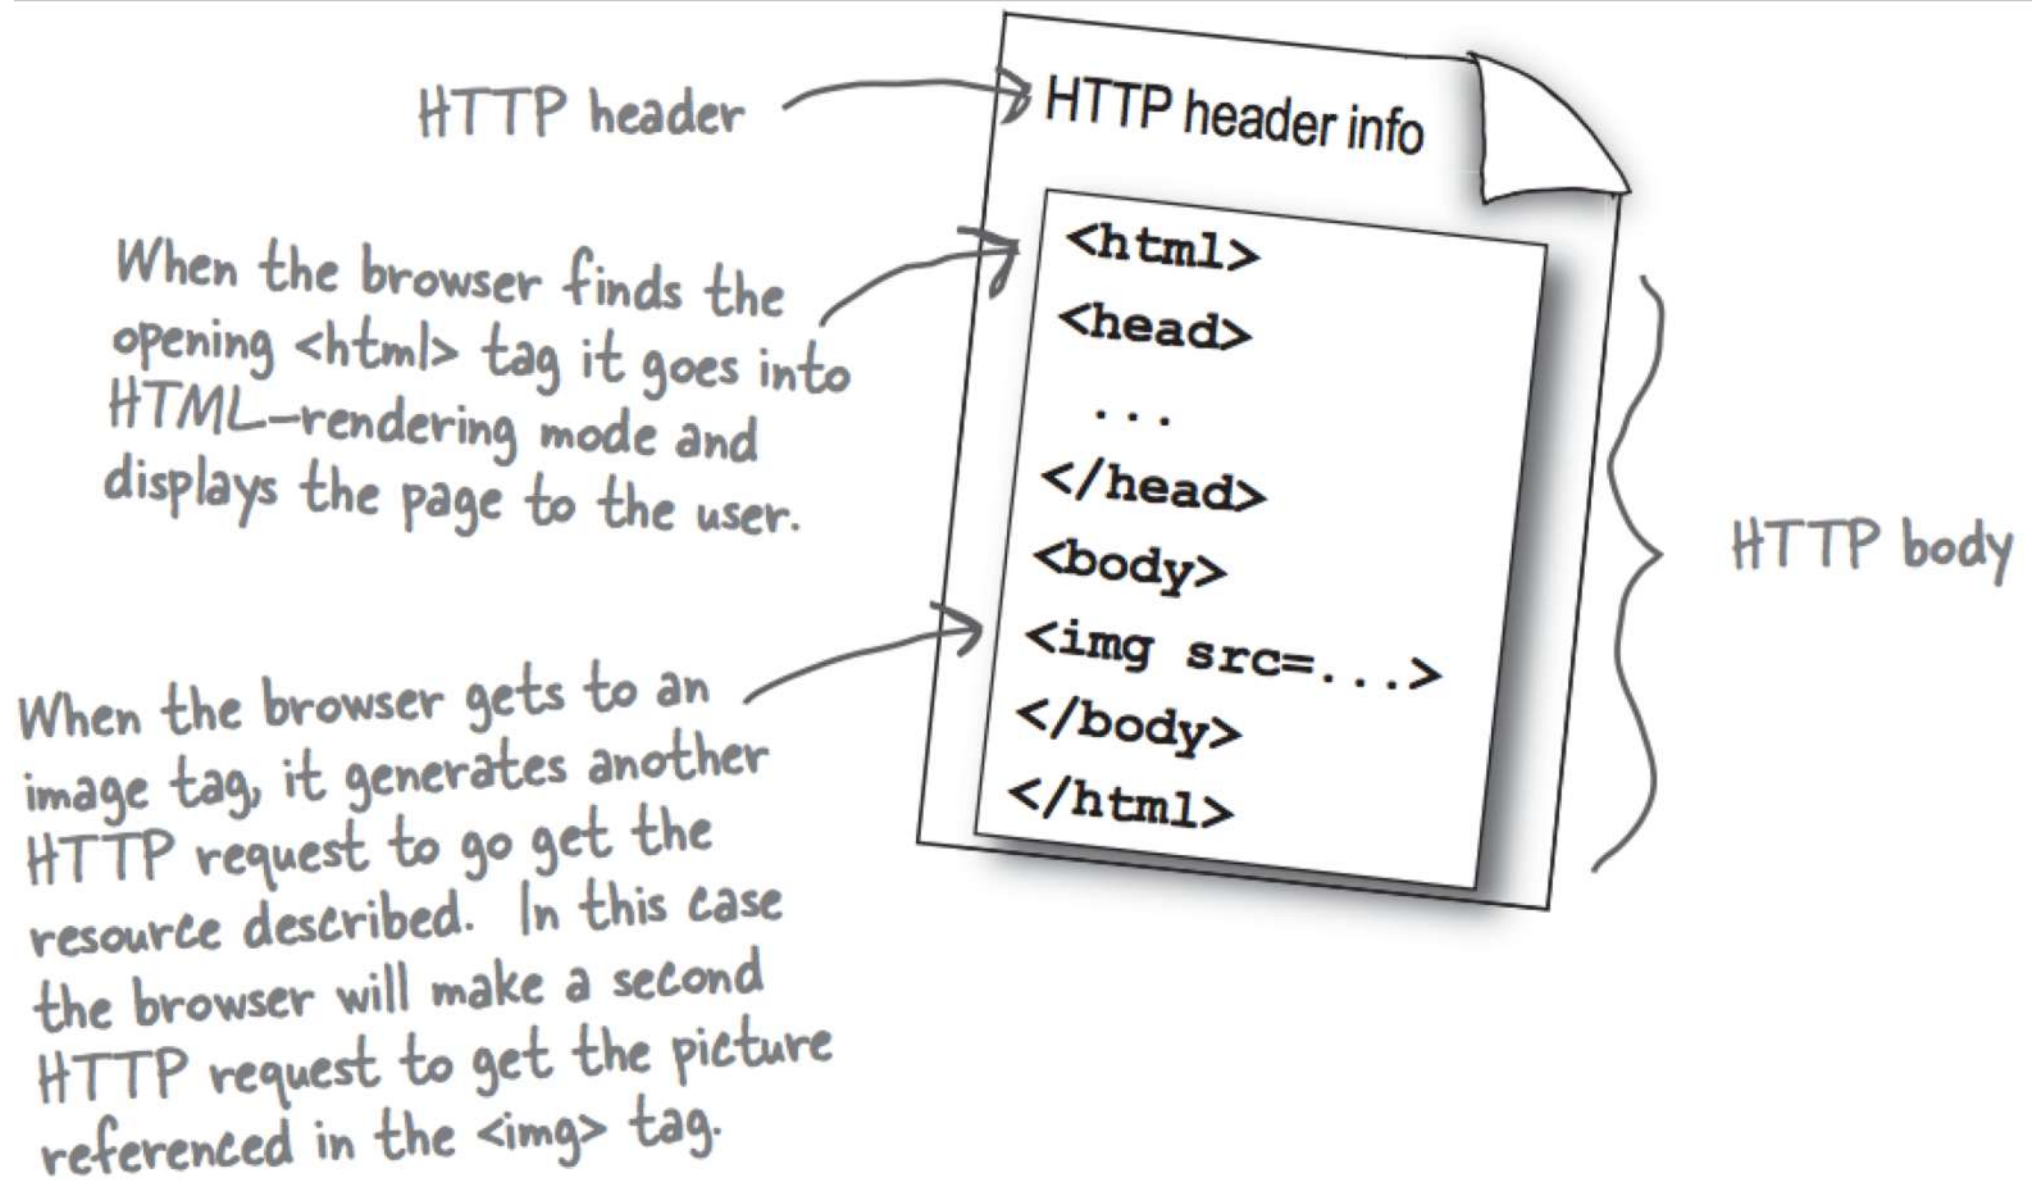 HTTP header
HTTP header info
When the browser finds the
opening <html> tag it goes into
HTML-rendering mode and
displays the page to the user.
<html>
<head>
...
</head>
<body>
<img src=...>
</body>
</html>
HTTP body
When the browser gets to an
image tag, it generates another
HTTP request to go get the
resource described. In this case
the browser will make a second
HTTP request to get the picture
referenced in the <img> tag.